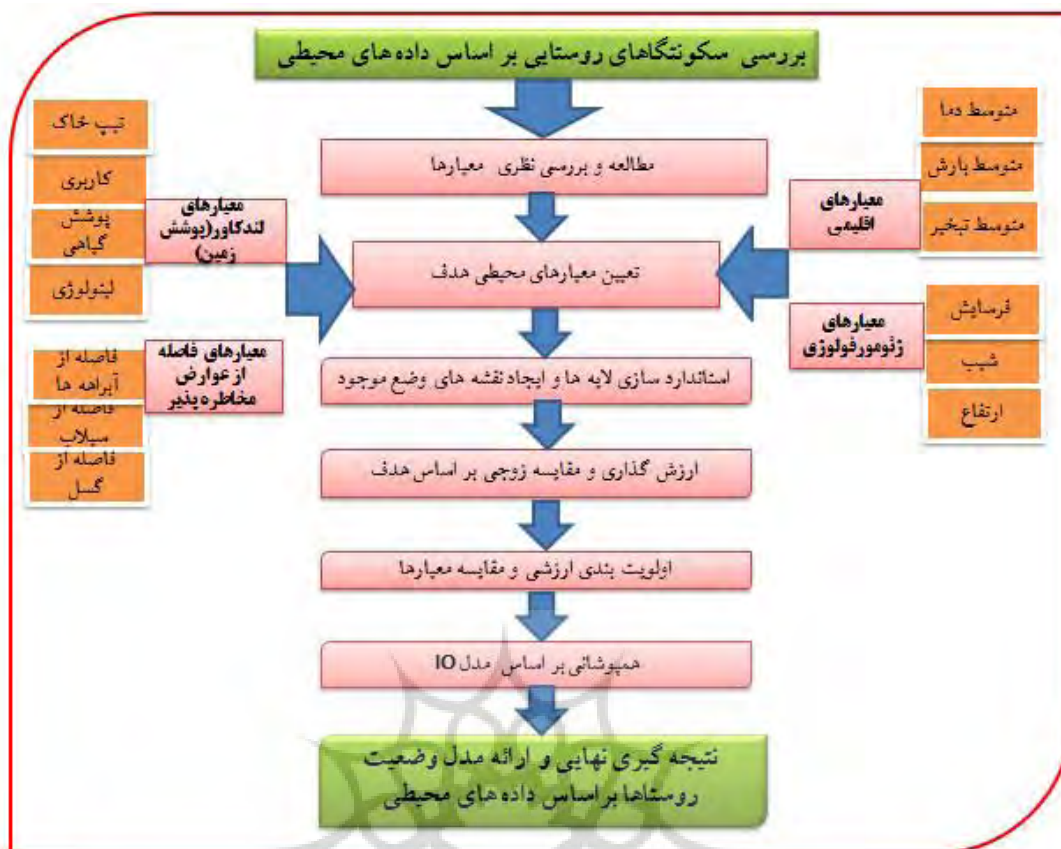 بررسی سکونتگاهای روستایی بر اساس داده های محیطی
مطالعه و بررسی نظری معیارها
تعیین معیارهای محیطی هدف
استاندارد سازی لایه ها و ایجاد نقشه های وضع موجود
ارزش گذاری و مقایسه زوجی بر اساس هدف
اولویت بندی ارزشی و مقایسه معیارها
همپوشانی بر اساس مدل IO
نتیجه گیری نهایی و ارائه مدل وضعیت
روستاها براساس داده های محیطی
معیارهای
اقلیمی
متوسط دما
متوسط بارش
متوسط تبخیر
معیارهای
ژئومورفولوژی
فرسایش
شیب
ارتفاع
معیارهای
لندکاور(پوشش
زمین)
تیپ خاک
کاربری
پوشش
گیاهی
لیتولوژی
معیارهای فاصله
از عوارض
مخاطره پذیر
فاصله از
آبراهه ها
فاصله از
سیلاب
فاصله از
گسل